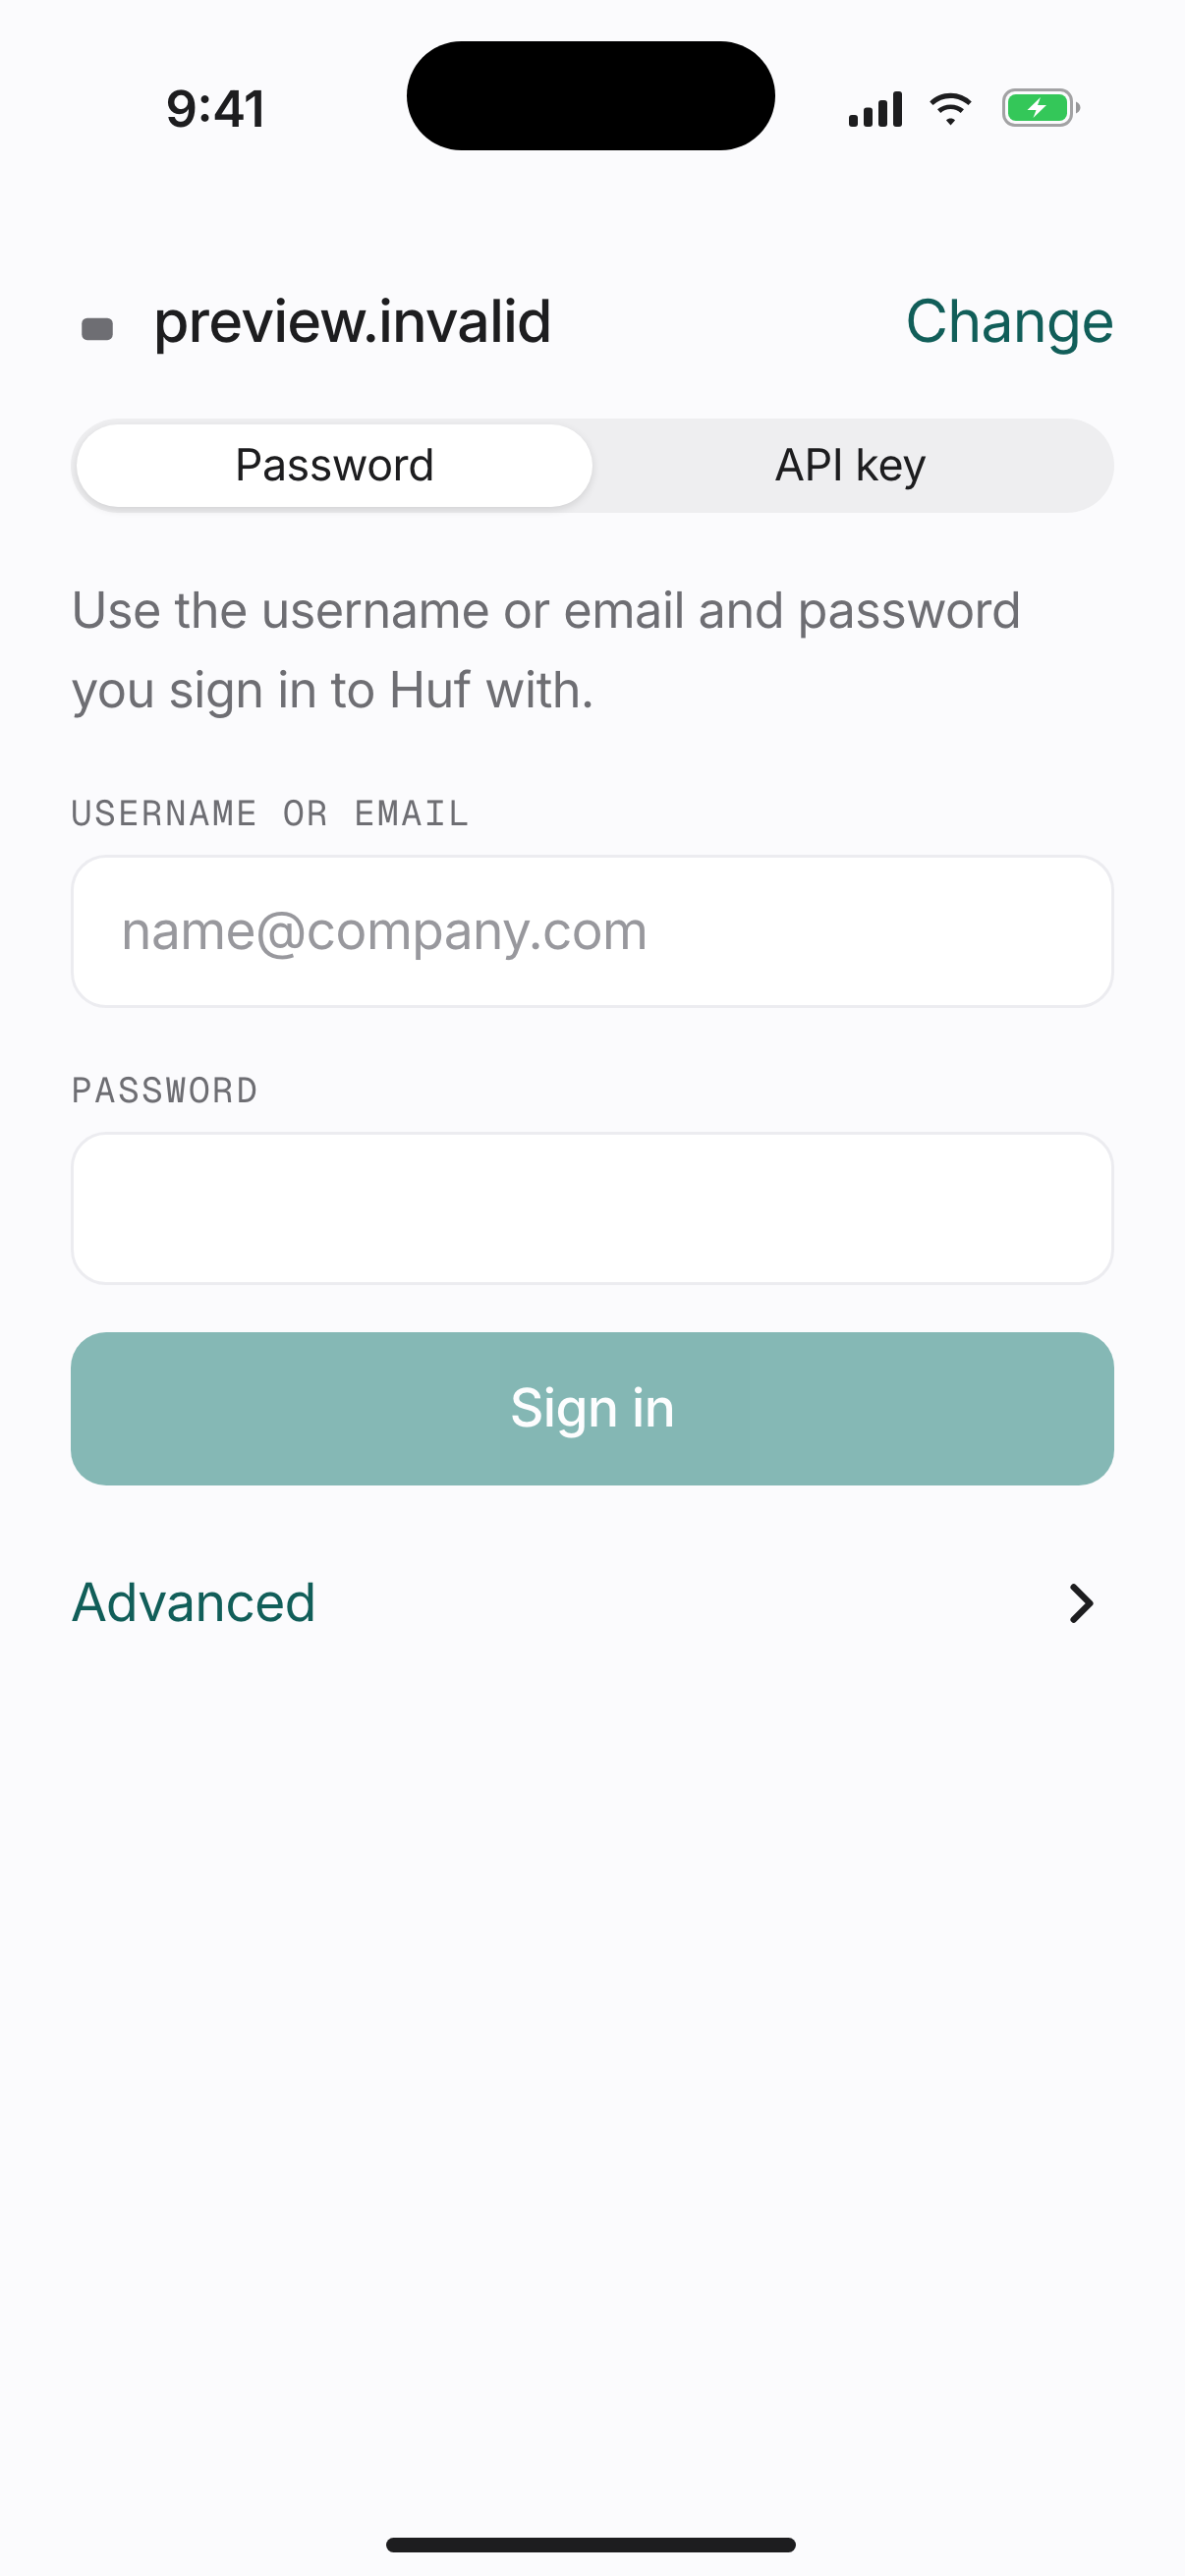 9:41
preview.invalid
Change
Password
API key
Use the username or email and password
you sign in to Huf with.
USERNAME OR EMAIL
name@company.com
PASSWORD
Sign in
Advanced